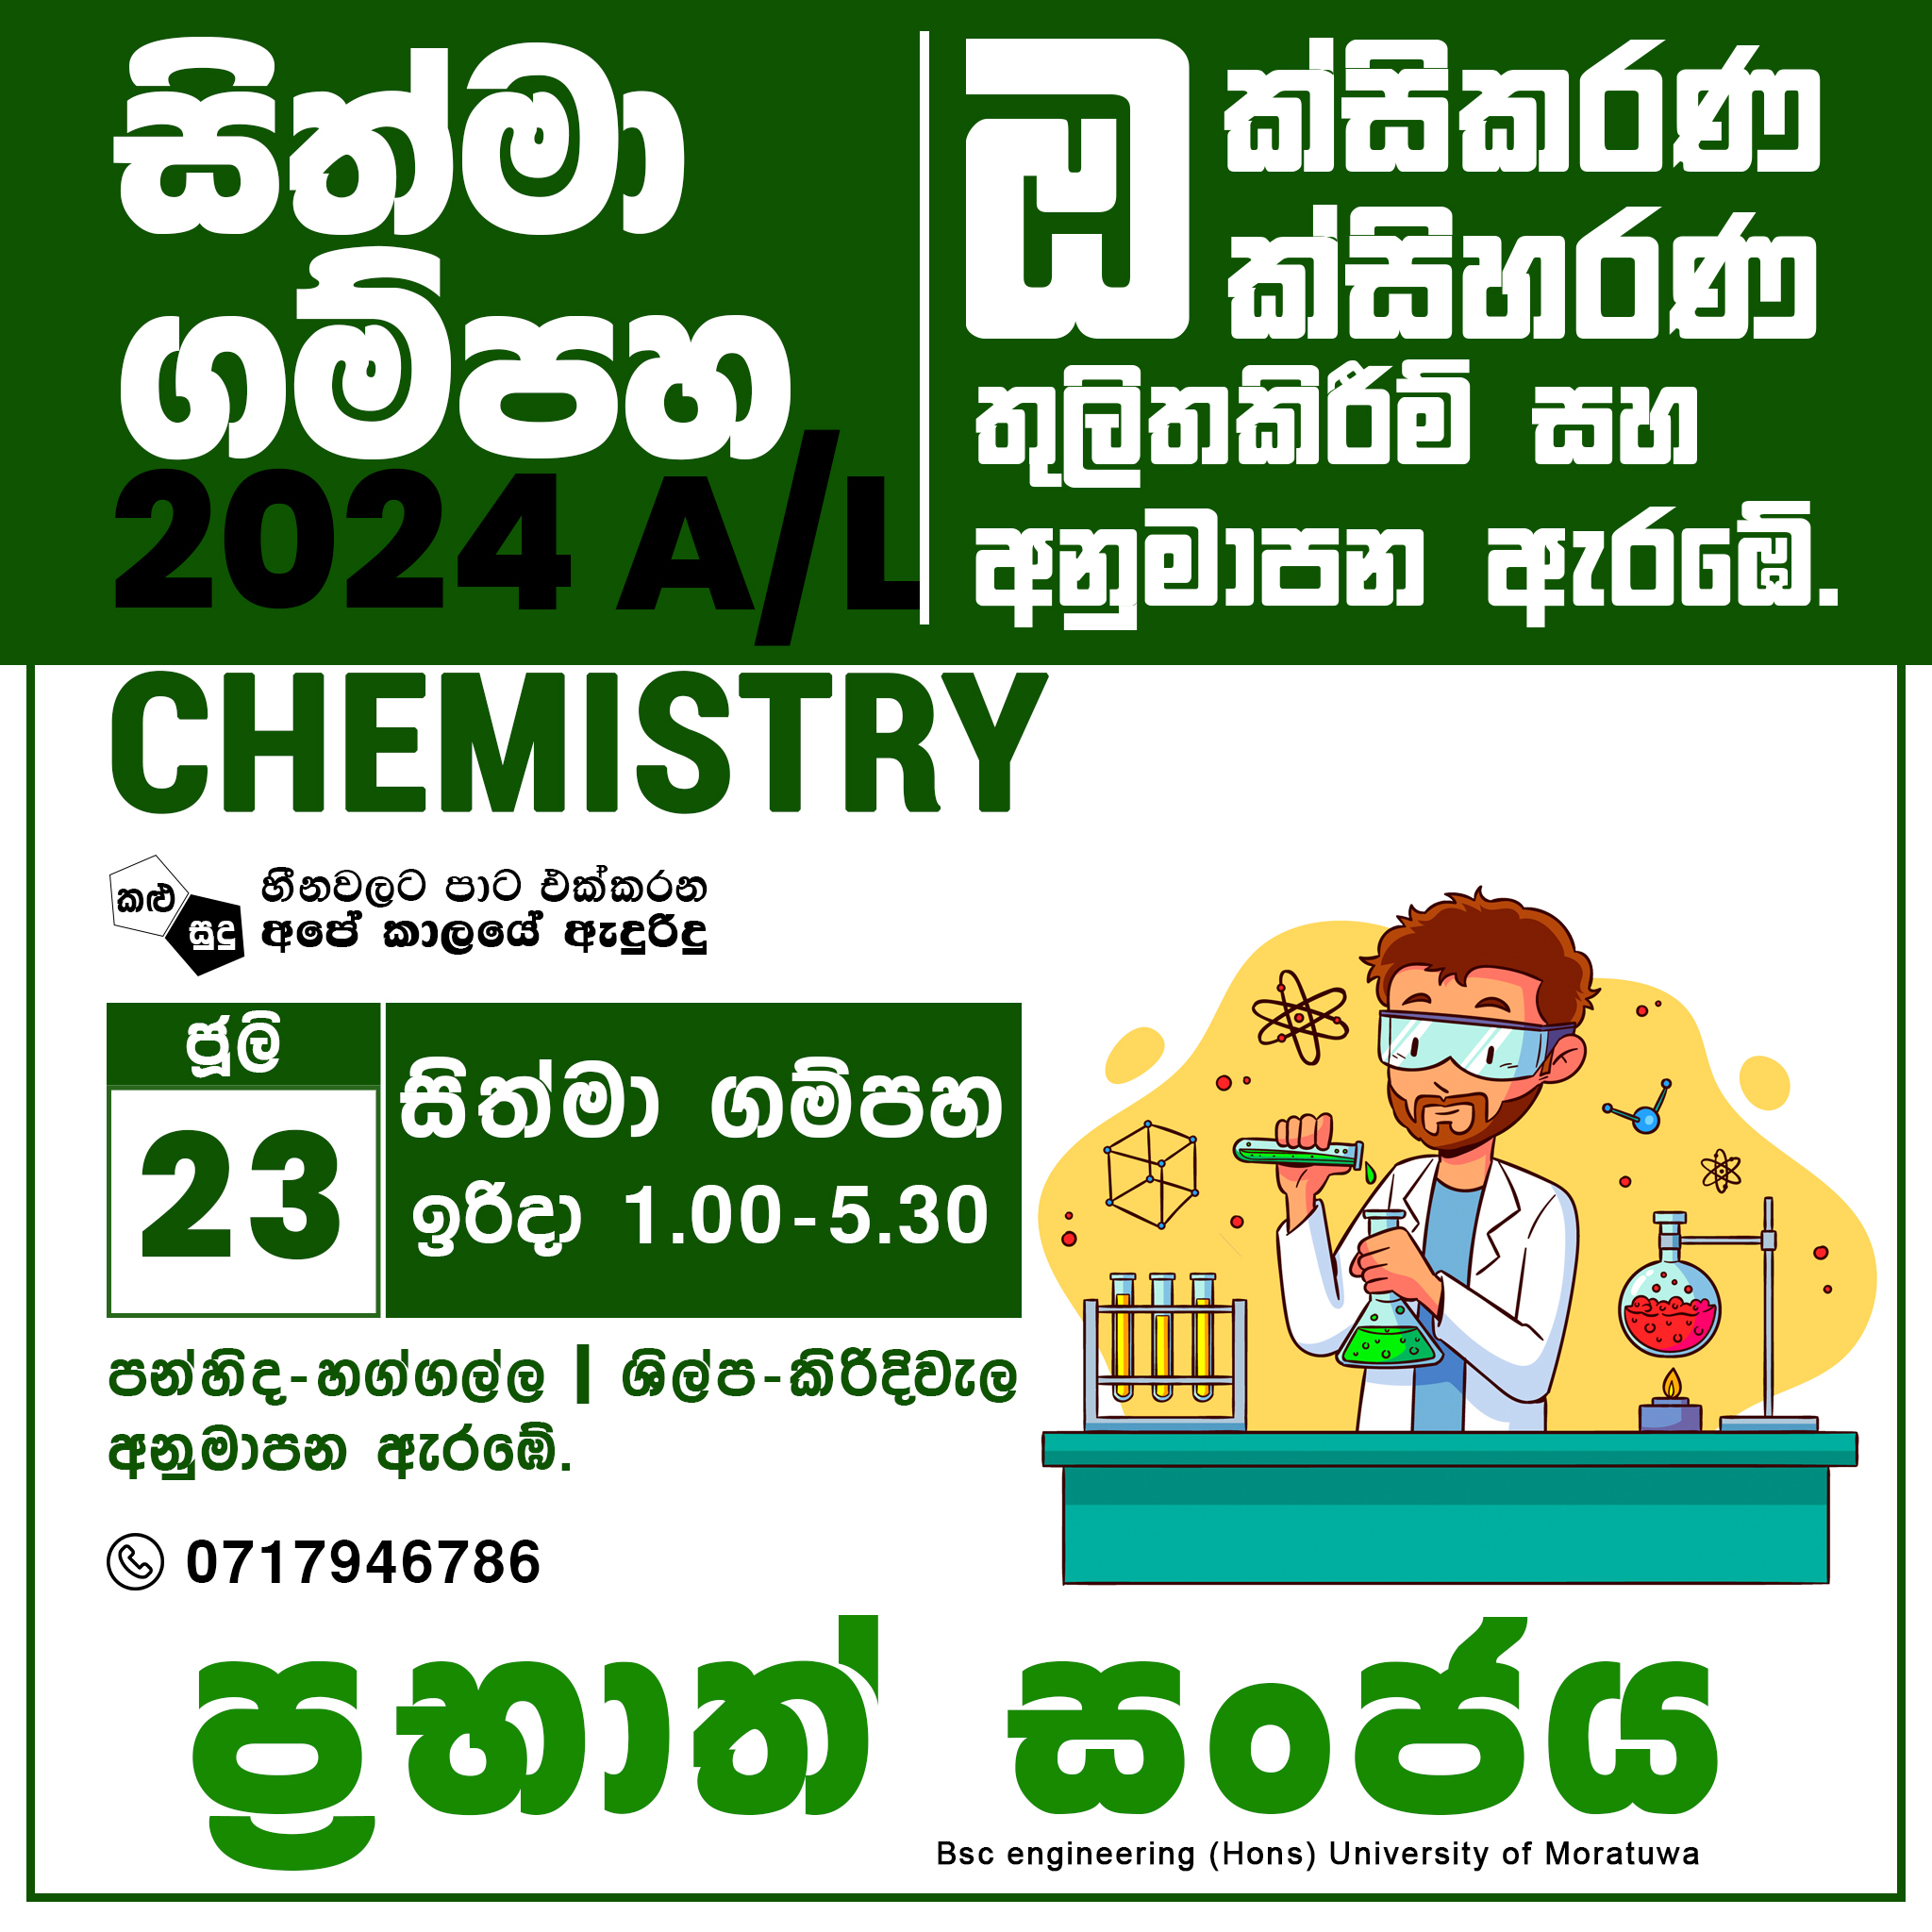 සිත්මා
ගම්පහ
2024 A/L
ඔක්සිකරණ
ක්සිහරණ
තුලිතකිරීම් සහ
අනුමාපන ඇරඹේ.
CHEMISTRY
කළු
සුදු
හීනවලට පාට එක්කරන
අපේ කාලයේ ඇදුරිදු
ජූලි
23
සිත්මා ගම්පහ
ඉරිදා 1.00-5.30
පන්හිද-හග්ගල්ල | ශිල්ප-කිරිදිවැල
අනුමාපන ඇරඹේ.
0717946786
ප්‍රභාත් සංජය
Bsc engineering (Hons) University of Moratuwa